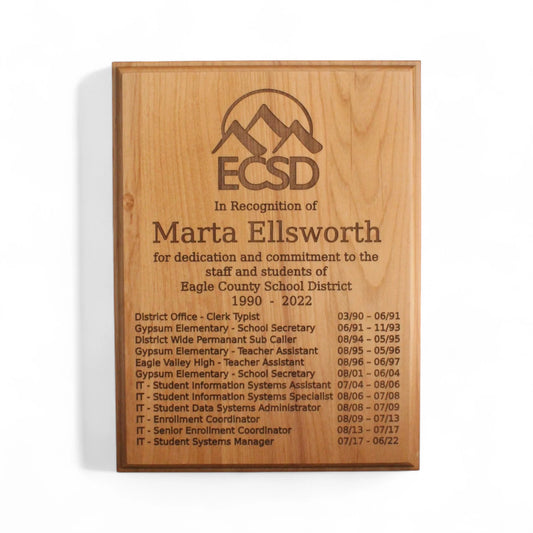 ECSD
In Recognition of
Marta Ellsworth
for dedication and commitment to the
staff and students of
Eagle County School District
1990 - 2022
District Office - Clerk Typist 03/90 - 06/91
Gypsum Elementary - School Secretary 06/91 - 11/93
District Wide Permanant Sub Caller 08/94 - 05/95
Gypsum Elementary - Teacher Assistant 08/95 - 05/96
Eagle Valley High - Teacher Assistant 08/96 - 06/97
Gypsum Elementary - School Secretary 08/01 - 06/04
IT - Student Information Systems Assistant 07/04 - 08/06
IT - Student Information Systems Specialist 08/06 - 07/08
IT - Student Data Systems Administrator 08/08 - 07/09
IT - Enrollment Coordinator 08/09 - 07/13
IT - Senior Enrollment Coordinator 08/13 - 07/17
IT - Student Systems Manager 07/17 - 06/22